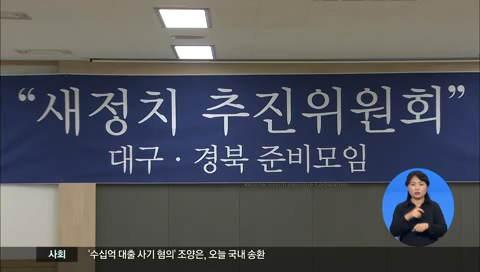 “새정치 추진위원회”
대구 · 경북 준비모임
사회 '수십억 대출 사기 혐의' 조양은, 오늘 국내 송환